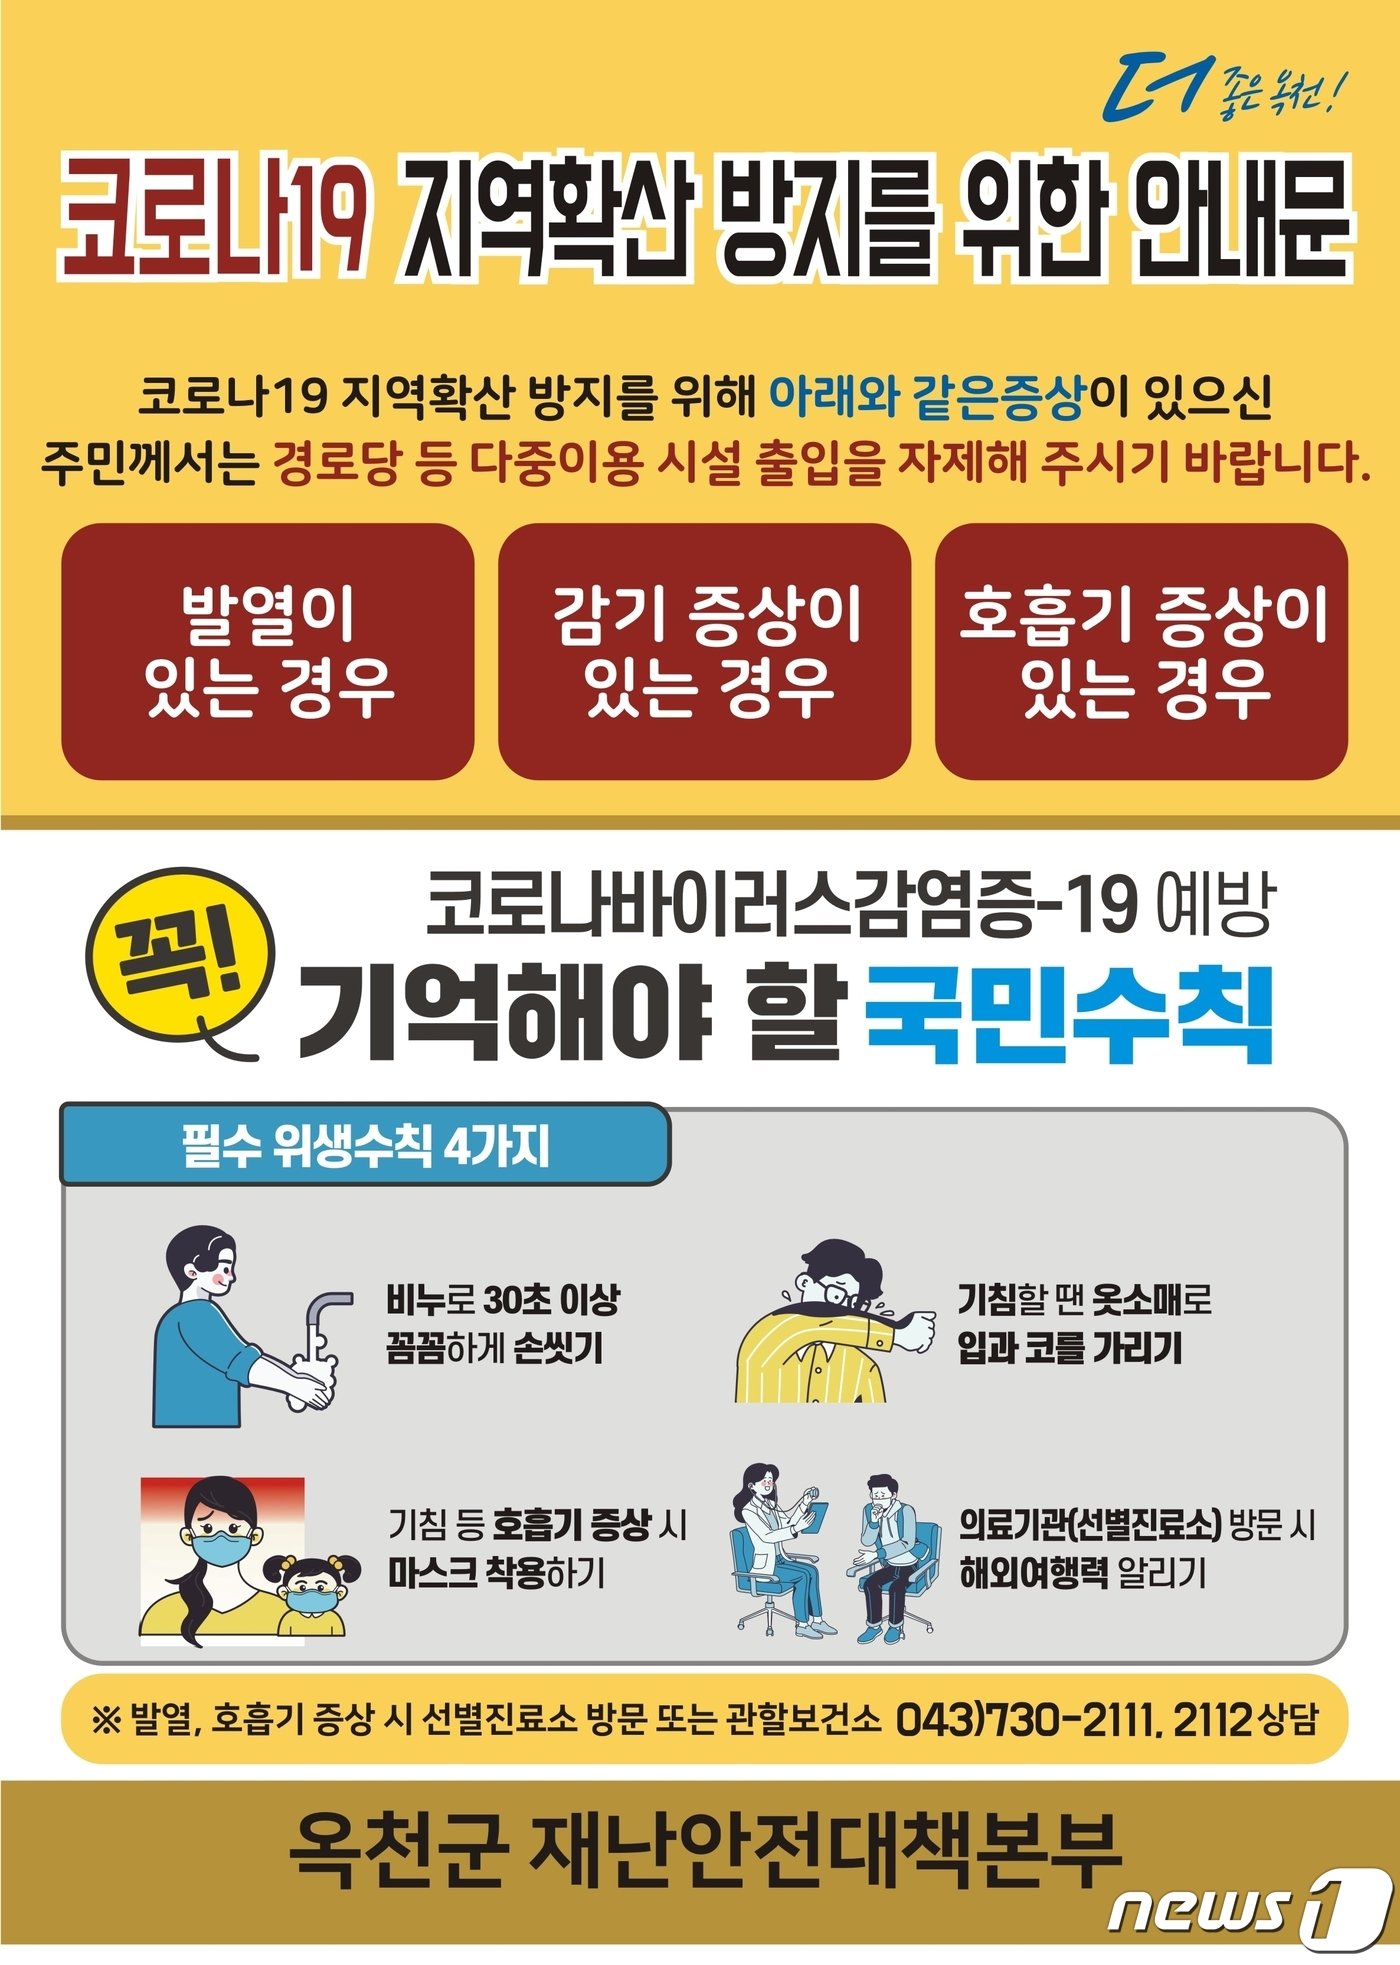 더 좋은 옥천!
코로나19 지역확산 방지를 위한 안내문
코로나19 지역확산 방지를 위해 아래와 같은증상이 있으신
주민께서는 경로당 등 다중이용 시설 출입을 자제해 주시기 바랍니다.
발열이
있는 경우
감기 증상이
있는 경우
호흡기 증상이
있는 경우
꼭!
코로나바이러스감염증-19 예방
기억해야 할 국민수칙
필수 위생수칙 4가지
비누로 30초 이상
꼼꼼하게 손씻기
기침할 땐 옷소매로
입과 코를 가리기
기침 등 호흡기 증상 시
마스크 착용하기
의료기관(선별진료소) 방문 시
해외여행력 알리기
※ 발열, 호흡기 증상 시 선별진료소 방문 또는 관할보건소 043)730-2111, 2112 상담
옥천군 재난안전대책본부
news1